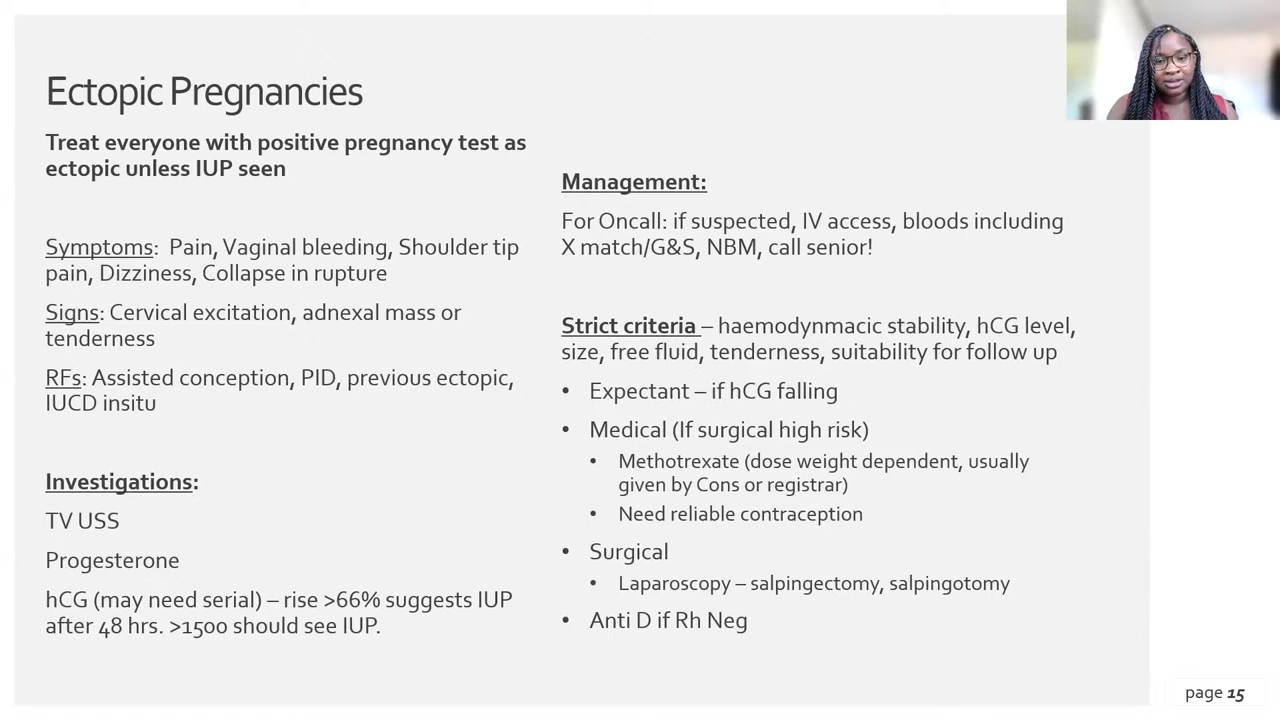 Ectopic Pregnancies
Treat everyone with positive pregnancy test as
ectopic unless IUP seen
Symptoms: Pain, Vaginal bleeding, Shoulder tip
pain, Dizziness, Collapse in rupture
Signs: Cervical excitation, adnexal mass or
tenderness
RFs: Assisted conception, PID, previous ectopic,
IUCD insitu
Investigations:
TV USS
Progesterone
hCG (may need serial) – rise >66% suggests IUP
after 48 hrs. >1500 should see IUP.
Management:
For Oncall: if suspected, IV access, bloods including
X match/G&S, NBM, call senior!
Strict criteria – haemodynmacic stability, hCG level,
size, free fluid, tenderness, suitability for follow up
• Expectant – if hCG falling
• Medical (If surgical high risk)
• Methotrexate (dose weight dependent, usually
given by Cons or registrar)
• Need reliable contraception
• Surgical
• Laparoscopy – salpingectomy, salpingotomy
• Anti D if Rh Neg
page 15